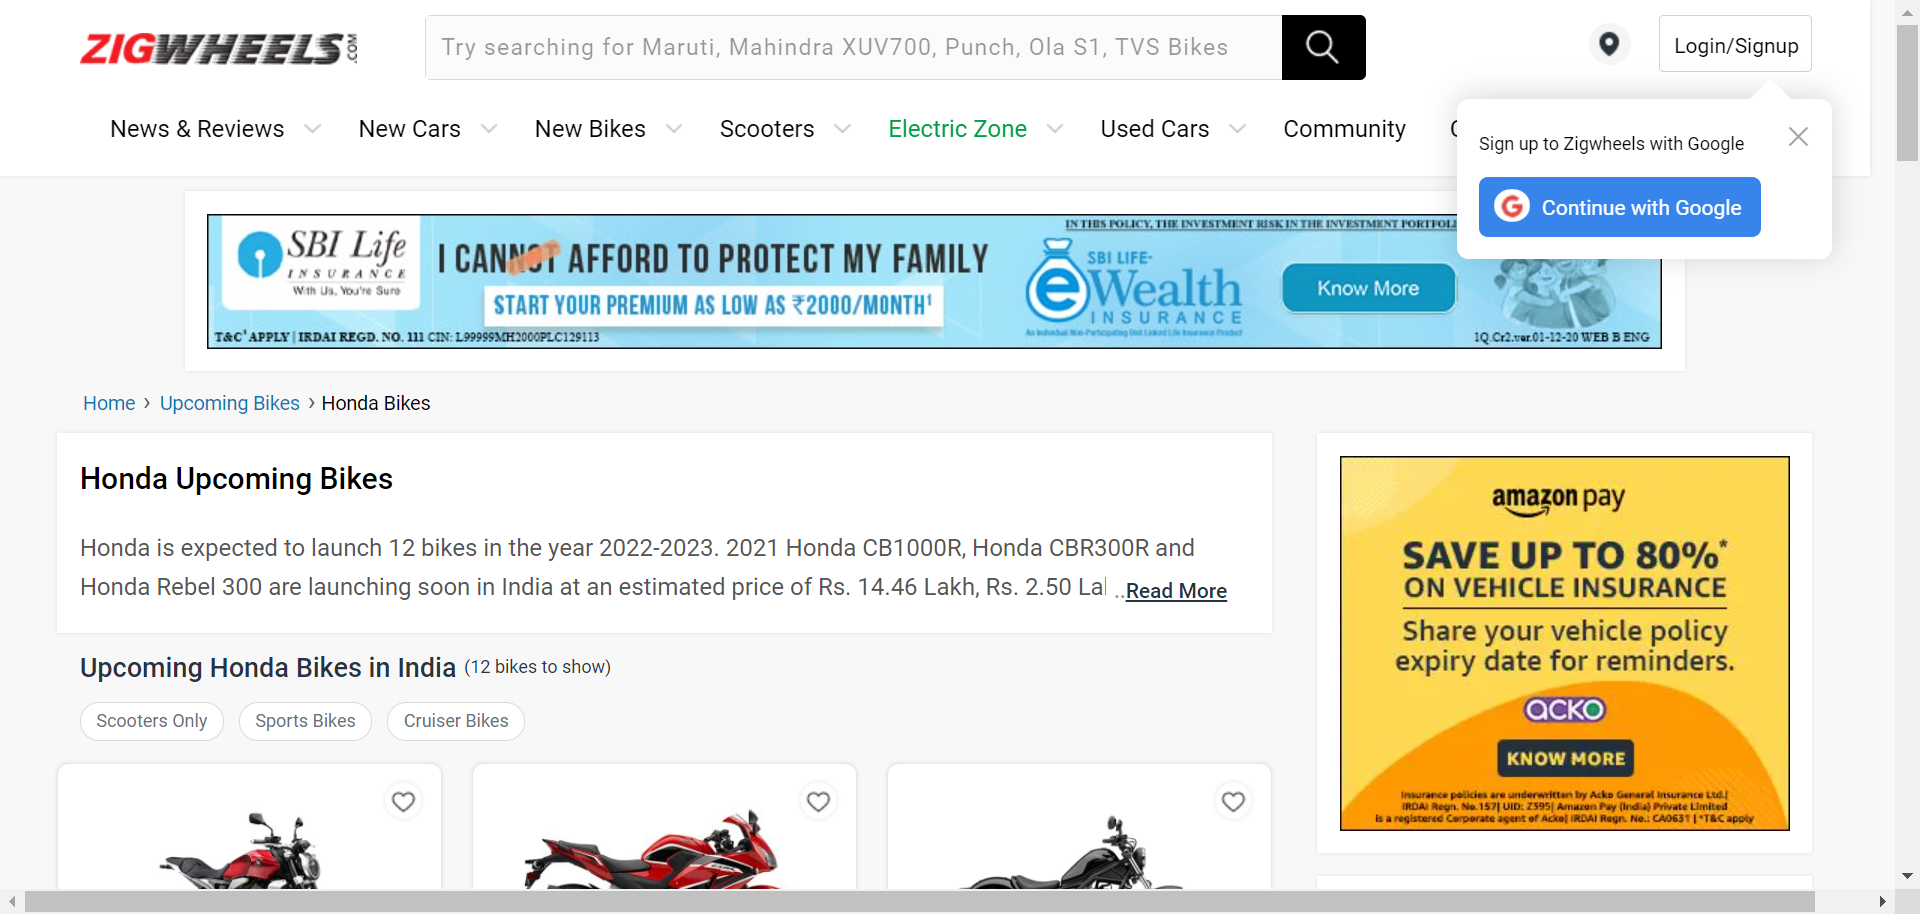 ZIGWHEELS.COM
Try searching for Maruti, Mahindra XUV700, Punch, Ola S1, TVS Bikes
Login/Signup
News & Reviews
New Cars
New Bikes
Scooters
Electric Zone
Used Cars
Community
Sign up to Zigwheels with Google
G Continue with Google
SBI Life
INSURANCE
With Us, You're Sure
I CANNOT AFFORD TO PROTECT MY FAMILY
START YOUR PREMIUM AS LOW AS ₹2000/MONTH¹
T&C¹ APPLY | IRDAI REGD. NO. 111 CIN: L99999MH2000PLC129113
IN THIS POLICY, THE INVESTMENT RISK IN THE INVESTMENT
SBI LIFE-
eWealth
INSURANCE
An Individual Non-Participating Unit Linked Life Insurance Product
Know More
1Q.Cr2.ver.01-12-20 WEB B ENG
Home › Upcoming Bikes › Honda Bikes
Honda Upcoming Bikes
Honda is expected to launch 12 bikes in the year 2022-2023. 2021 Honda CB1000R, Honda CBR300R and
Honda Rebel 300 are launching soon in India at an estimated price of Rs. 14.46 Lakh, Rs. 2.50 La ..Read More
Upcoming Honda Bikes in India (12 bikes to show)
Scooters Only
Sports Bikes
Cruiser Bikes
amazon pay
SAVE UP TO 80%*
ON VEHICLE INSURANCE
Share your vehicle policy
expiry date for reminders.
acko
KNOW MORE
Insurance policies are underwritten by Acko General Insurance Ltd.|
IRDAI Regn. No.157| UID: Z395| Amazon Pay (India) Private Limited
is a registered Corporate agent of Acko| IRDAI Regn. No.: CA0631 | *T&C apply